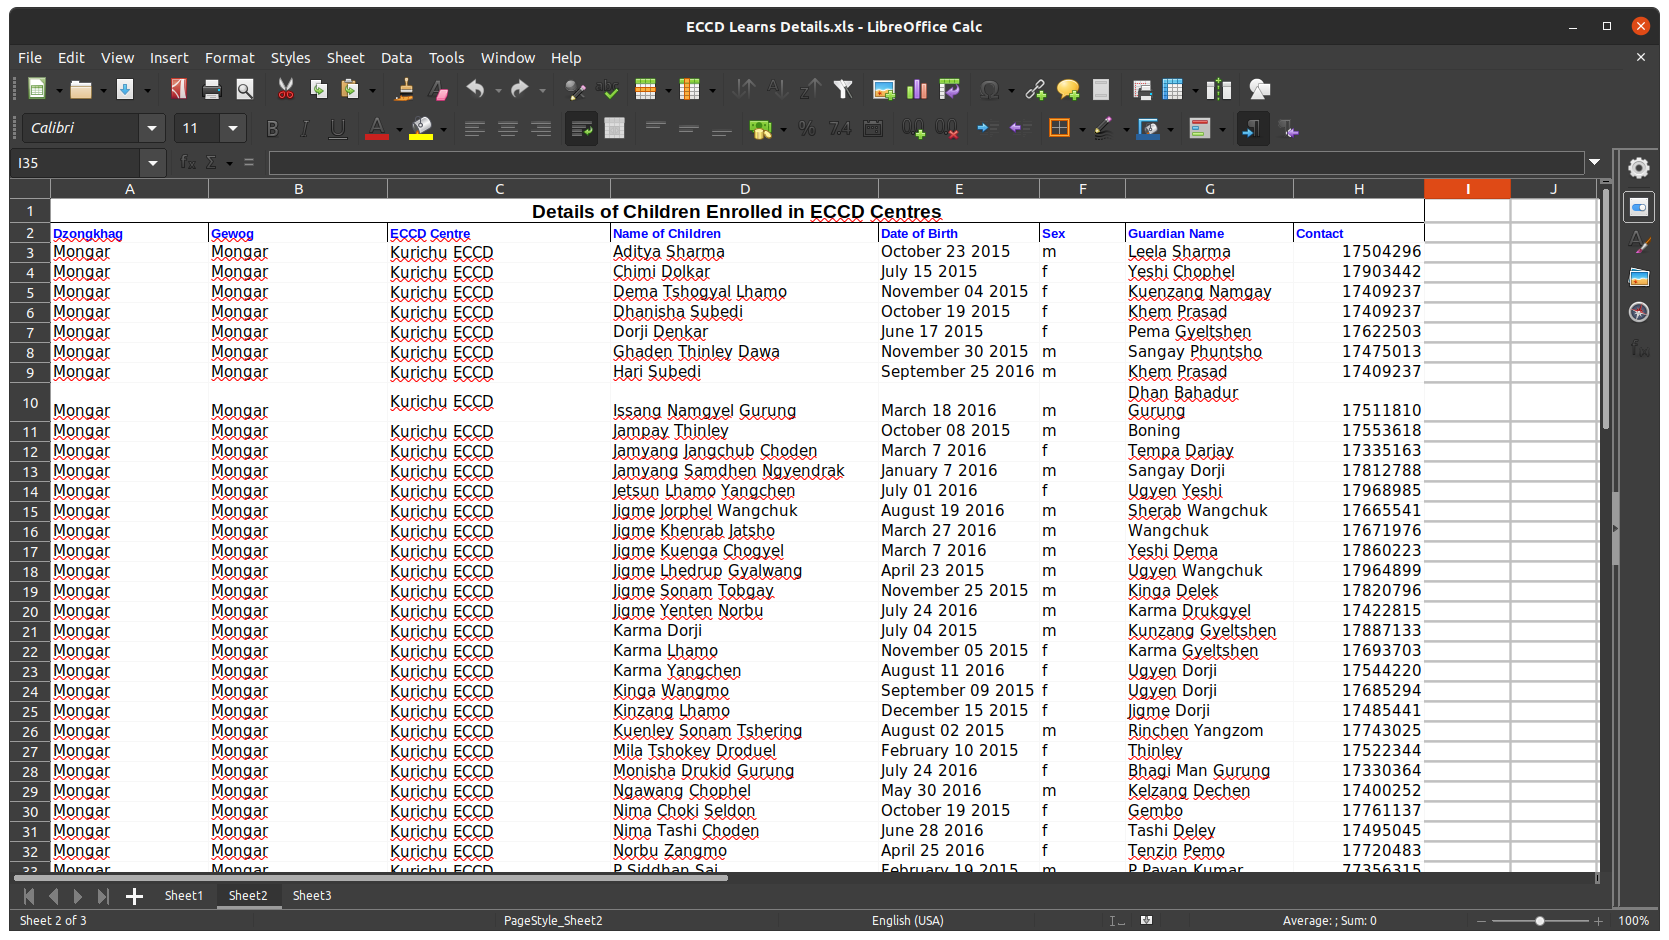 ECCD Learns Details.xls - LibreOffice Calc
File Edit View Insert Format Styles Sheet Data Tools Window Help
Calibri 11
I35
A B C D E F G H I J
1 Details of Children Enrolled in ECCD Centres
2 Dzongkhag Gewog ECCD Centre Name of Children Date of Birth Sex Guardian Name Contact
3 Mongar Mongar Kurichu ECCD Aditya Sharma October 23 2015 m Leela Sharma 17504296
4 Mongar Mongar Kurichu ECCD Chimi Dolkar July 15 2015 f Yeshi Chophel 17903442
5 Mongar Mongar Kurichu ECCD Dema Tshogyal Lhamo November 04 2015 f Kuenzang Namgay 17409237
6 Mongar Mongar Kurichu ECCD Dhanisha Subedi October 19 2015 f Khem Prasad 17409237
7 Mongar Mongar Kurichu ECCD Dorji Denkar June 17 2015 f Pema Gyeltshen 17622503
8 Mongar Mongar Kurichu ECCD Ghaden Thinley Dawa November 30 2015 m Sangay Phuntsho 17475013
9 Mongar Mongar Kurichu ECCD Hari Subedi September 25 2016 m Khem Prasad 17409237
10 Mongar Mongar Kurichu ECCD Issang Namgyel Gurung March 18 2016 m Dhan Bahadur Gurung 17511810
11 Mongar Mongar Kurichu ECCD Jampay Thinley October 08 2015 m Boning 17553618
12 Mongar Mongar Kurichu ECCD Jamyang Jangchub Choden March 7 2016 f Tempa Darjay 17335163
13 Mongar Mongar Kurichu ECCD Jamyang Samdhen Ngyendrak January 7 2016 m Sangay Dorji 17812788
14 Mongar Mongar Kurichu ECCD Jetsun Lhamo Yangchen July 01 2016 f Ugyen Yeshi 17968985
15 Mongar Mongar Kurichu ECCD Jigme Jorphel Wangchuk August 19 2016 m Sherab Wangchuk 17665541
16 Mongar Mongar Kurichu ECCD Jigme Khenrab Jatsho March 27 2016 m Wangchuk 17671976
17 Mongar Mongar Kurichu ECCD Jigme Kuenga Chogyel March 7 2016 m Yeshi Dema 17860223
18 Mongar Mongar Kurichu ECCD Jigme Lhedrup Gyalwang April 23 2015 m Ugyen Wangchuk 17964899
19 Mongar Mongar Kurichu ECCD Jigme Sonam Tobgay November 25 2015 m Kinga Delek 17820796
20 Mongar Mongar Kurichu ECCD Jigme Yenten Norbu July 24 2016 m Karma Drukgyel 17422815
21 Mongar Mongar Kurichu ECCD Karma Dorji July 04 2015 m Kunzang Gyeltshen 17887133
22 Mongar Mongar Kurichu ECCD Karma Lhamo November 05 2015 f Karma Gyeltshen 17693703
23 Mongar Mongar Kurichu ECCD Karma Yangchen August 11 2016 f Ugyen Dorji 17544220
24 Mongar Mongar Kurichu ECCD Kinga Wangmo September 09 2015 f Ugyen Dorji 17685294
25 Mongar Mongar Kurichu ECCD Kinzang Lhamo December 15 2015 f Jigme Dorji 17485441
26 Mongar Mongar Kurichu ECCD Kuenley Sonam Tshering August 02 2015 m Rinchen Yangzom 17743025
27 Mongar Mongar Kurichu ECCD Mila Tshokey Droduel February 10 2015 f Thinley 17522344
28 Mongar Mongar Kurichu ECCD Monisha Drukid Gurung July 24 2016 f Bhagi Man Gurung 17330364
29 Mongar Mongar Kurichu ECCD Ngawang Chophel May 30 2016 m Kelzang Dechen 17400252
30 Mongar Mongar Kurichu ECCD Nima Choki Seldon October 19 2015 f Gembo 17761137
31 Mongar Mongar Kurichu ECCD Nima Tashi Choden June 28 2016 f Tashi Deley 17495045
32 Mongar Mongar Kurichu ECCD Norbu Zangmo April 25 2016 f Tenzin Pemo 17720483
33 Mongar Mongar Kurichu ECCD P Siddhan Sai February 19 2015 m P Pavan Kumar 77356315
Sheet1 Sheet2 Sheet3
Sheet 2 of 3 PageStyle_Sheet2 English (USA) Average: ; Sum: 0 100%